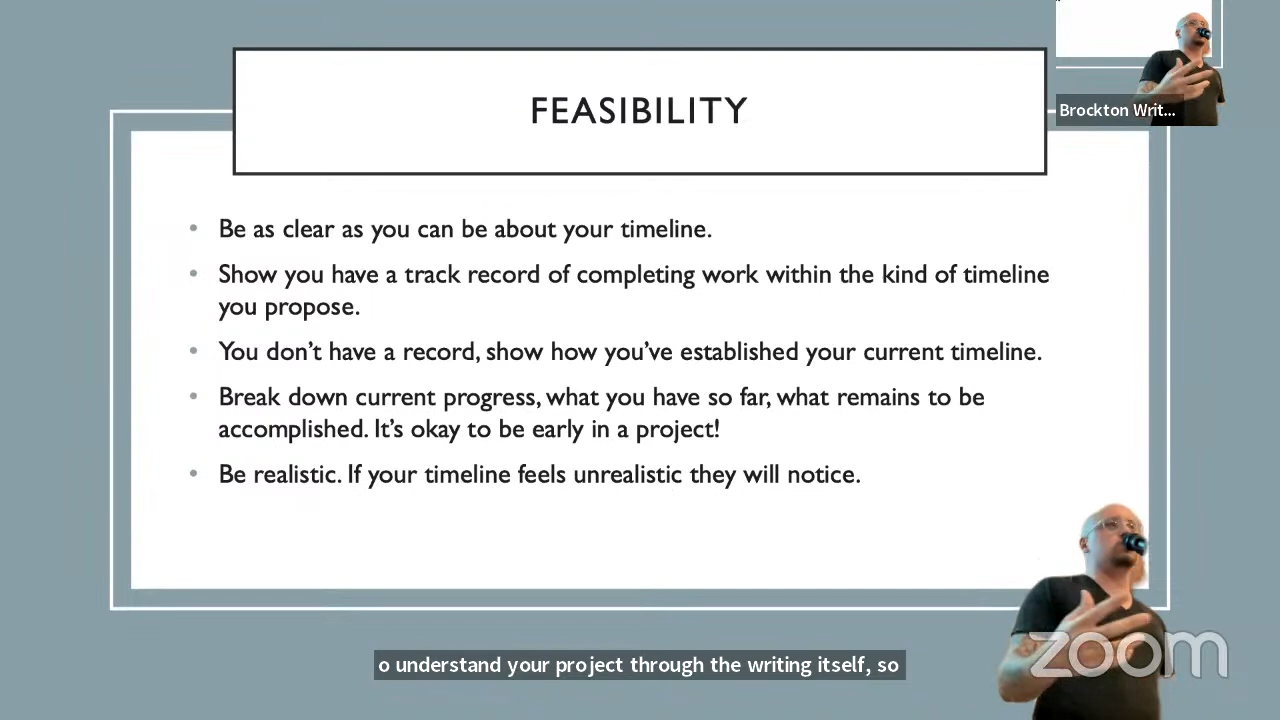 FEASIBILITY
Brockton Writ...
• Be as clear as you can be about your timeline.
• Show you have a track record of completing work within the kind of timeline
you propose.
• You don't have a record, show how you've established your current timeline.
• Break down current progress, what you have so far, what remains to be
accomplished. It's okay to be early in a project!
• Be realistic. If your timeline feels unrealistic they will notice.
o understand your project through the writing itself, so
zoom